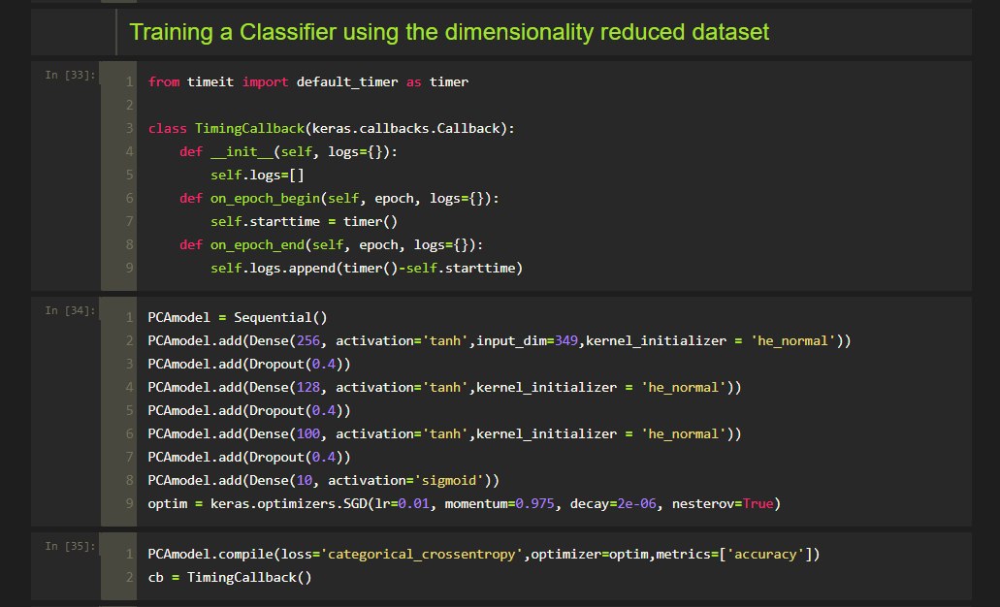 Training a Classifier using the dimensionality reduced dataset
In [33]:
1 from timeit import default_timer as timer
2
3 class TimingCallback(keras.callbacks.Callback):
4     def __init__(self, logs={}):
5         self.logs=[]
6     def on_epoch_begin(self, epoch, logs={}):
7         self.starttime = timer()
8     def on_epoch_end(self, epoch, logs={}):
9         self.logs.append(timer()-self.starttime)
In [34]:
1 PCAmodel = Sequential()
2 PCAmodel.add(Dense(256, activation='tanh',input_dim=349,kernel_initializer = 'he_normal'))
3 PCAmodel.add(Dropout(0.4))
4 PCAmodel.add(Dense(128, activation='tanh',kernel_initializer = 'he_normal'))
5 PCAmodel.add(Dropout(0.4))
6 PCAmodel.add(Dense(100, activation='tanh',kernel_initializer = 'he_normal'))
7 PCAmodel.add(Dropout(0.4))
8 PCAmodel.add(Dense(10, activation='sigmoid'))
9 optim = keras.optimizers.SGD(lr=0.01, momentum=0.975, decay=2e-06, nesterov=True)
In [35]:
1 PCAmodel.compile(loss='categorical_crossentropy',optimizer=optim,metrics=['accuracy'])
2 cb = TimingCallback()